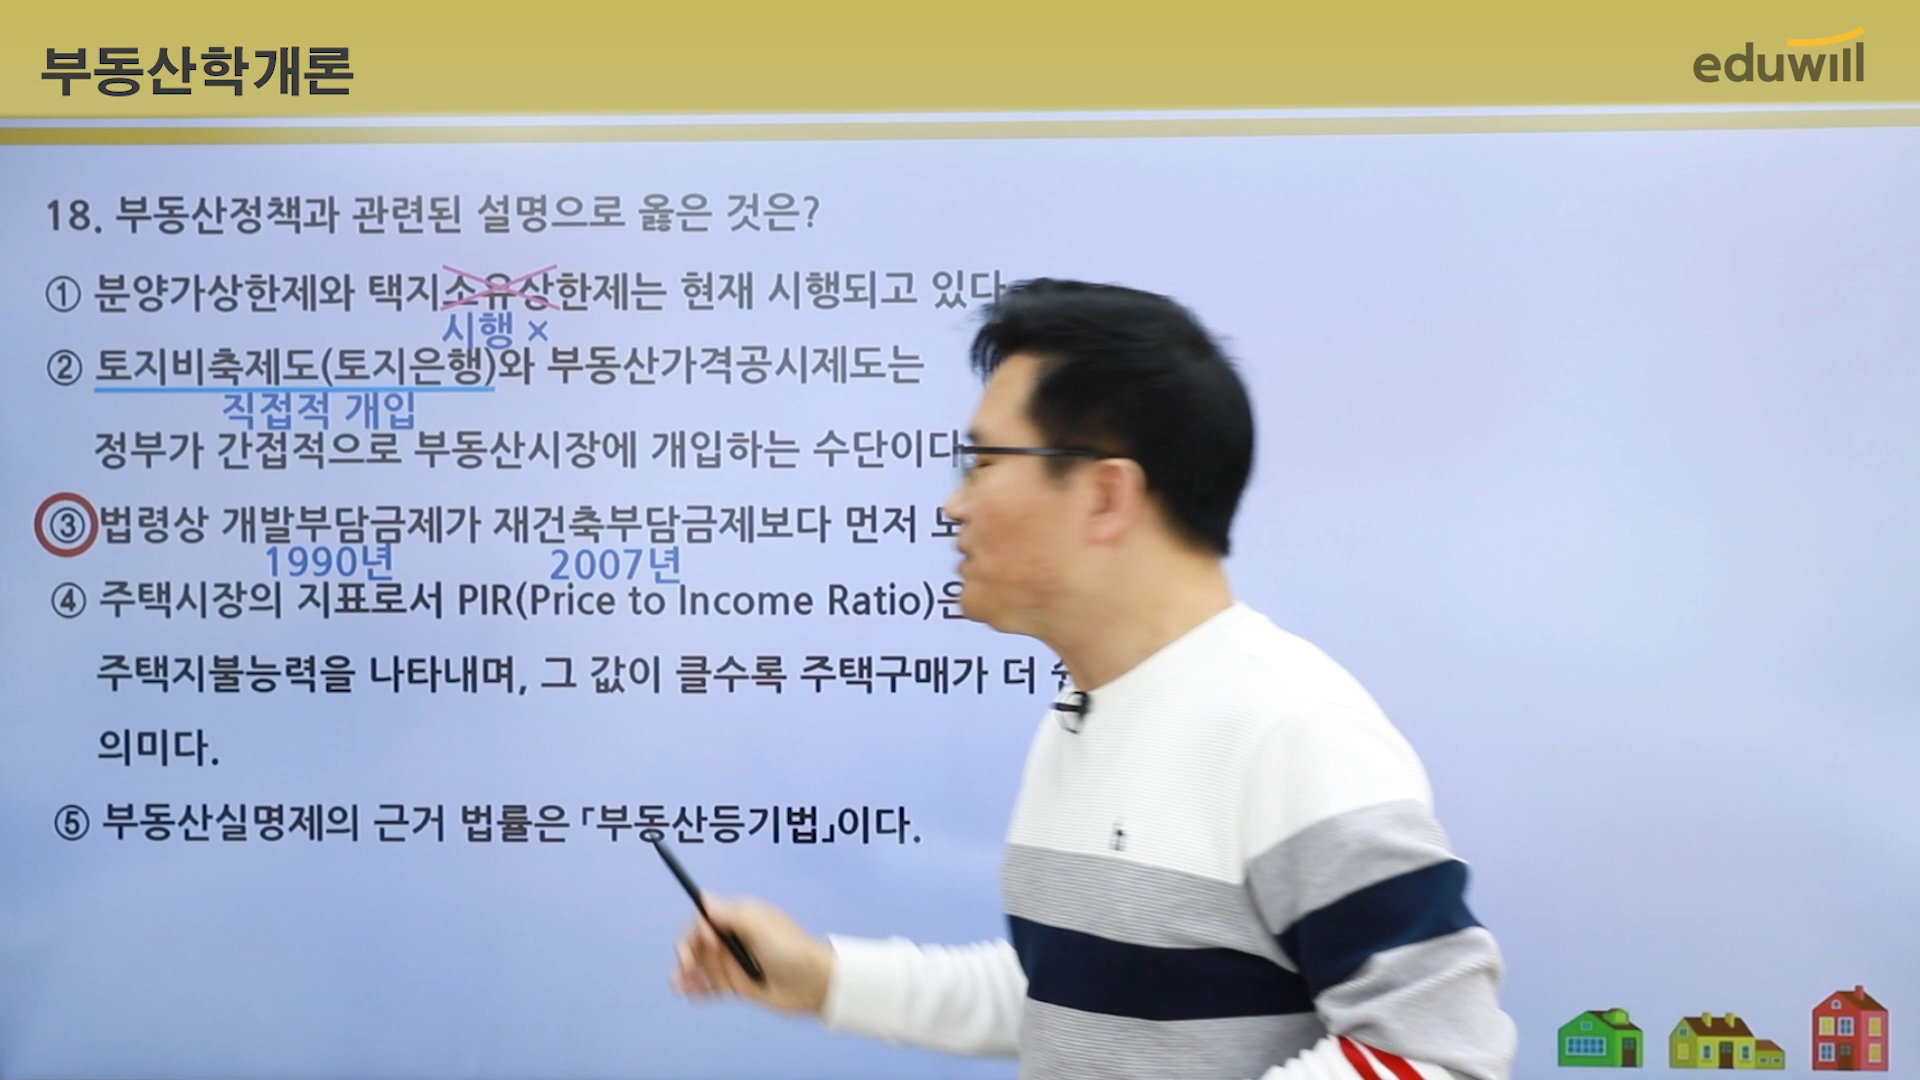 부동산학개론
eduwill
18. 부동산정책과 관련된 설명으로 옳은 것은?
① 분양가상한제와 택지소유상한제는 현재 시행되고 있다
시행 ×
② 토지비축제도(토지은행)와 부동산가격공시제도는
직접적 개입
정부가 간접적으로 부동산시장에 개입하는 수단이다
③ 법령상 개발부담금제가 재건축부담금제보다 먼저
1990년 2007년
④ 주택시장의 지표로서 PIR(Price to Income Ratio)은
주택지불능력을 나타내며, 그 값이 클수록 주택구매가 더
의미다.
⑤ 부동산실명제의 근거 법률은 「부동산등기법」이다.